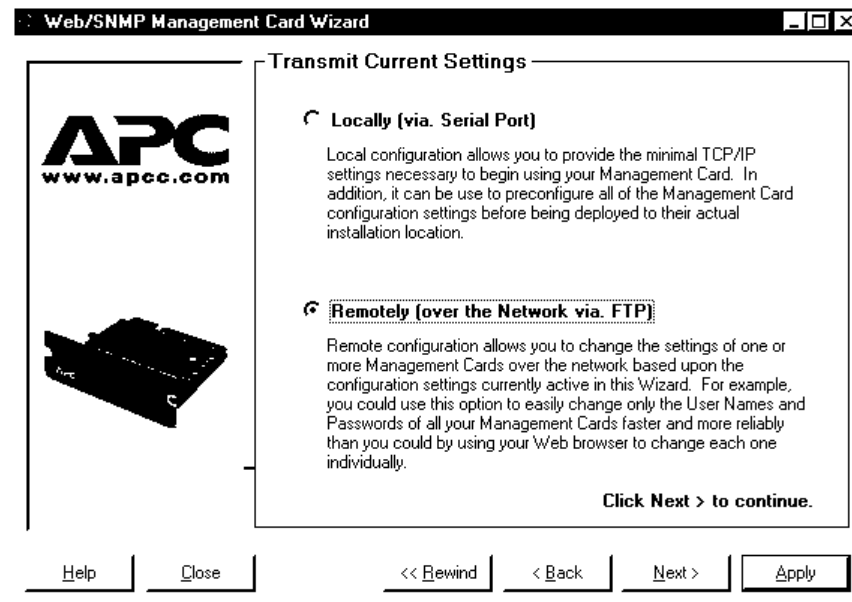 Web/SNMP Management Card Wizard
Transmit Current Settings
APC
www.apcc.com
Locally (via. Serial Port)
Local configuration allows you to provide the minimal TCP/IP
settings necessary to begin using your Management Card. In
addition, it can be use to preconfigure all of the Management Card
configuration settings before being deployed to their actual
installation location.
Remotely (over the Network via. FTP)
Remote configuration allows you to change the settings of one or
more Management Cards over the network based upon the
configuration settings currently active in this Wizard. For example,
you could use this option to easily change only the User Names and
Passwords of all your Management Cards faster and more reliably
than you could by using your Web browser to change each one
individually.
APC
Click Next > to continue.
Help Close << Rewind < Back Next > Apply